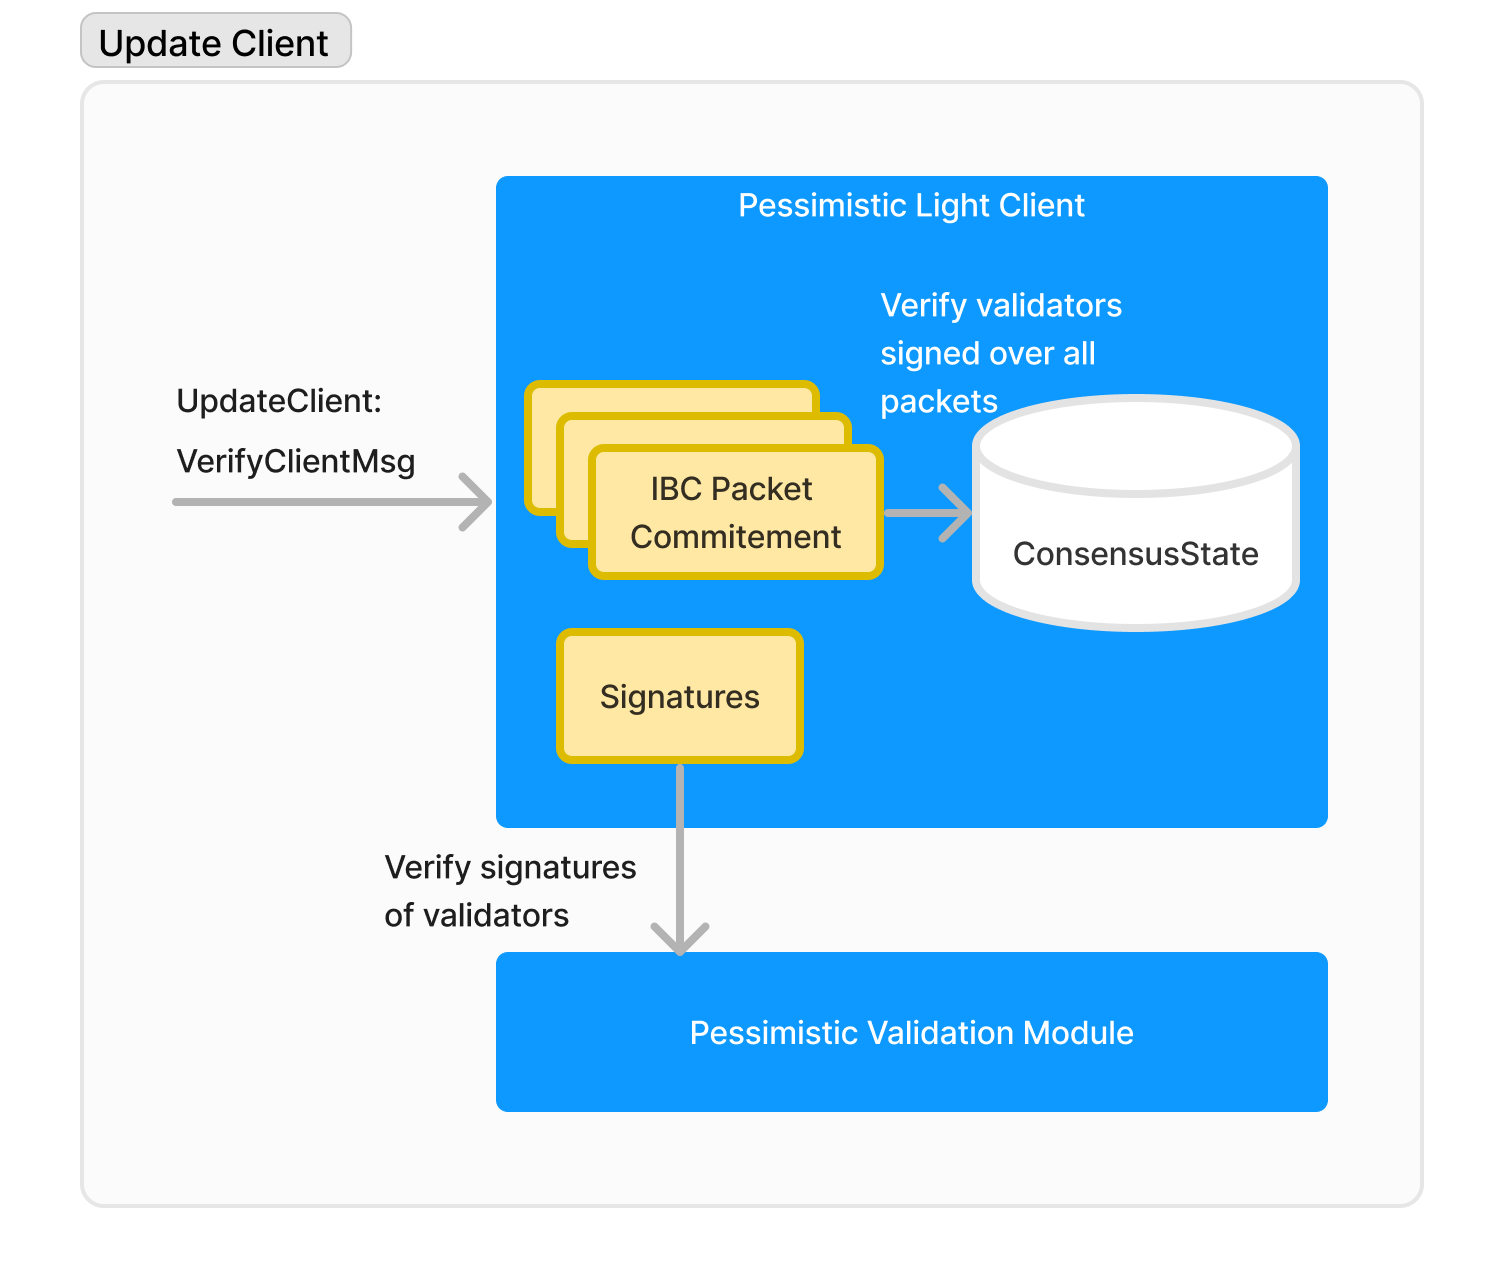 Update Client
Pessimistic Light Client
Verify validators
signed over all
packets
UpdateClient:
VerifyClientMsg
IBC Packet
Commitement
ConsensusState
Signatures
Verify signatures
of validators
Pessimistic Validation Module